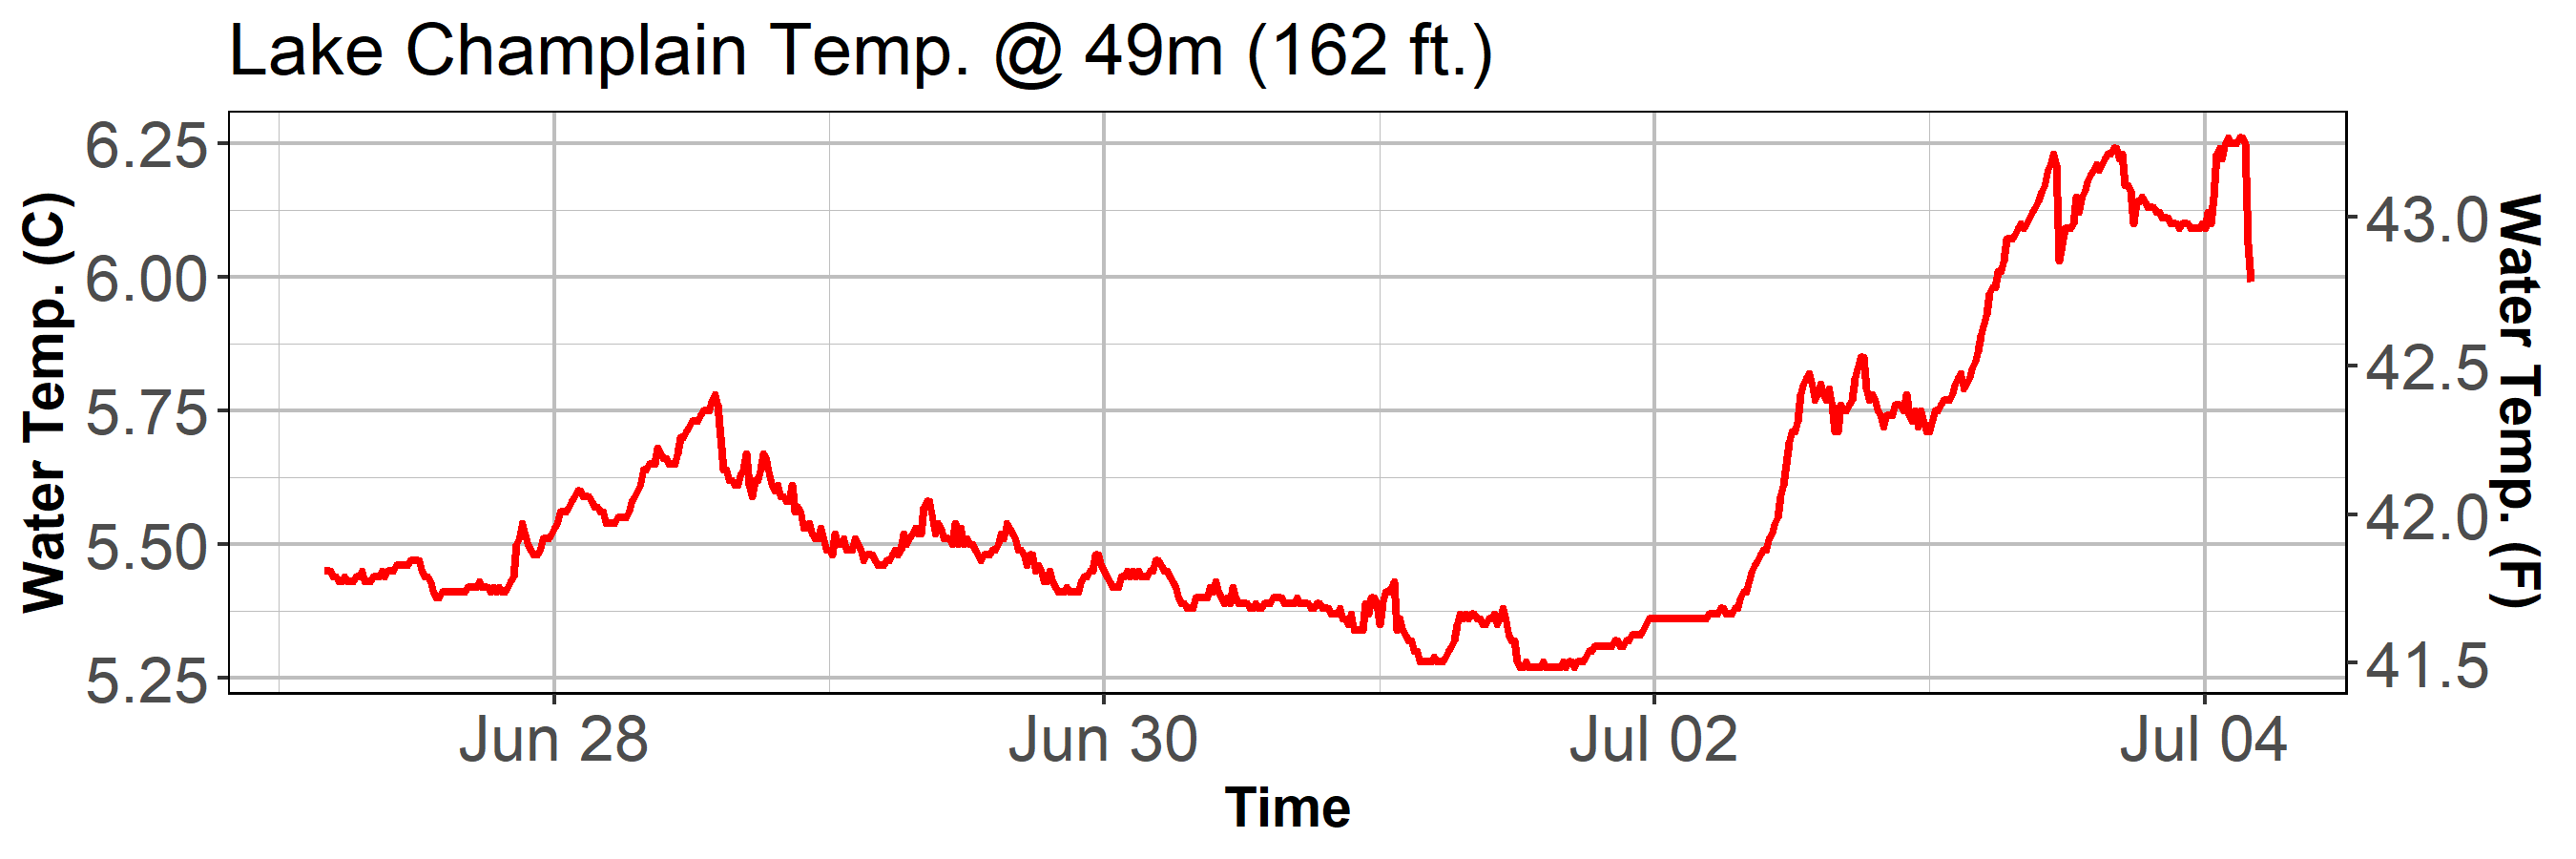 Lake Champlain Temp. @ 49m (162 ft.)
Water Temp. (C)
6.25
6.00
5.75
5.50
5.25
43.0
42.5
42.0
41.5
Water Temp. (F)
Jun 28
Jun 30
Jul 02
Jul 04
Time